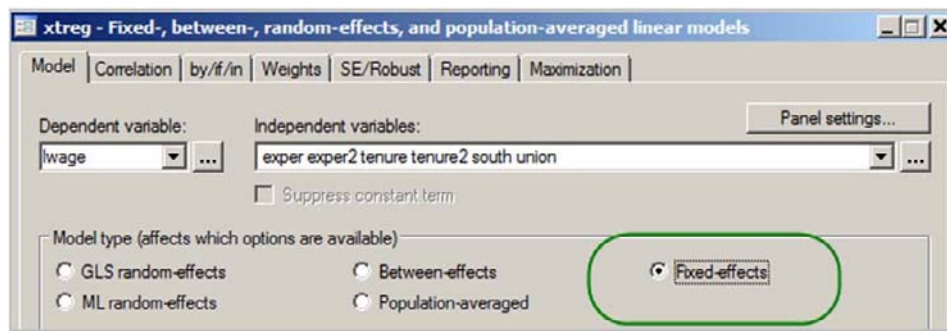 xtreg - Fixed-, between-, random-effects, and population-averaged linear models
Model Correlation by/if/in Weights SE/Robust Reporting Maximization
Panel settings...
Dependent variable: Independent variables:
lwage ... exper exper2 tenure tenure2 south union ...
Suppress constant term
Model type (affects which options are available)
GLS random-effects Between-effects Fixed-effects
ML random-effects Population-averaged